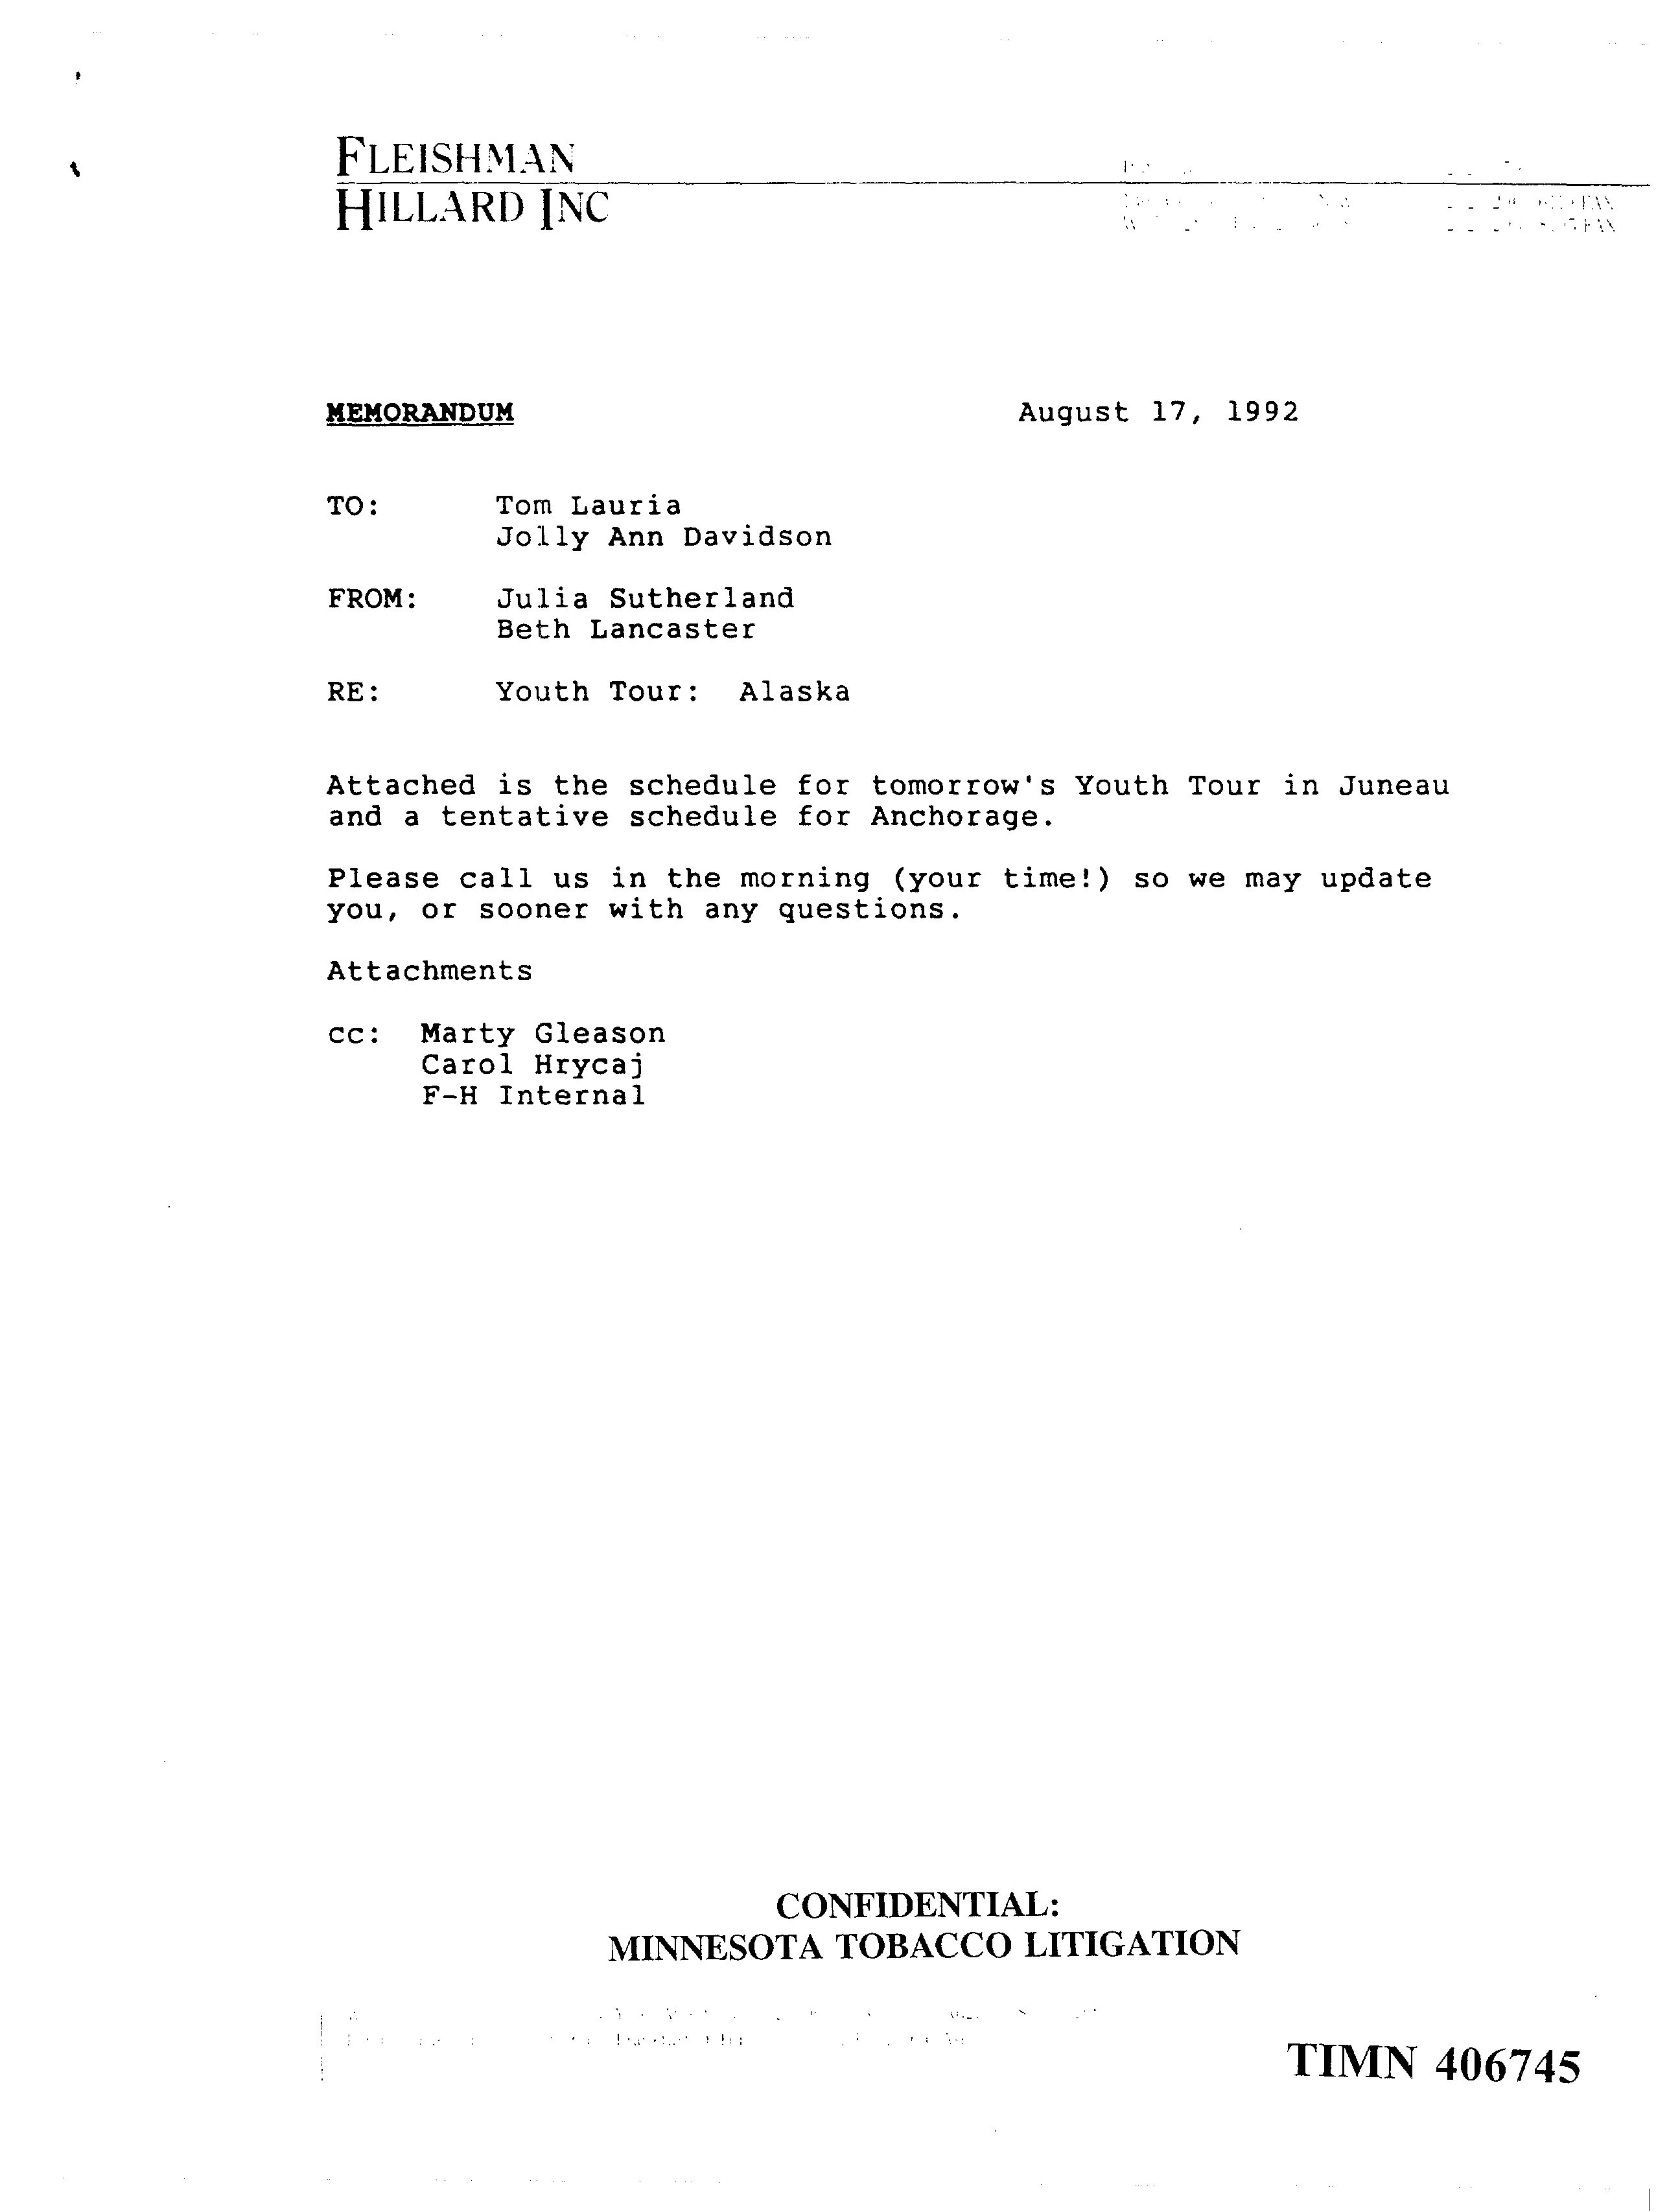 FLEISHMAN
HILLARD INC
FAX
FAX
MEMORANDUM August 17, 1992
TO: Tom Lauria
Jolly Ann Davidson
FROM: Julia Sutherland
Beth Lancaster
RE: Youth Tour: Alaska
Attached is the schedule for tomorrow's Youth Tour in Juneau
and a tentative schedule for Anchorage.
Please call us in the morning (your time!) so we may update
you, or sooner with any questions.
Attachments
cc: Marty Gleason
Carol Hrycaj
F-H Internal
CONFIDENTIAL:
MINNESOTA TOBACCO LITIGATION
TIMN 406745